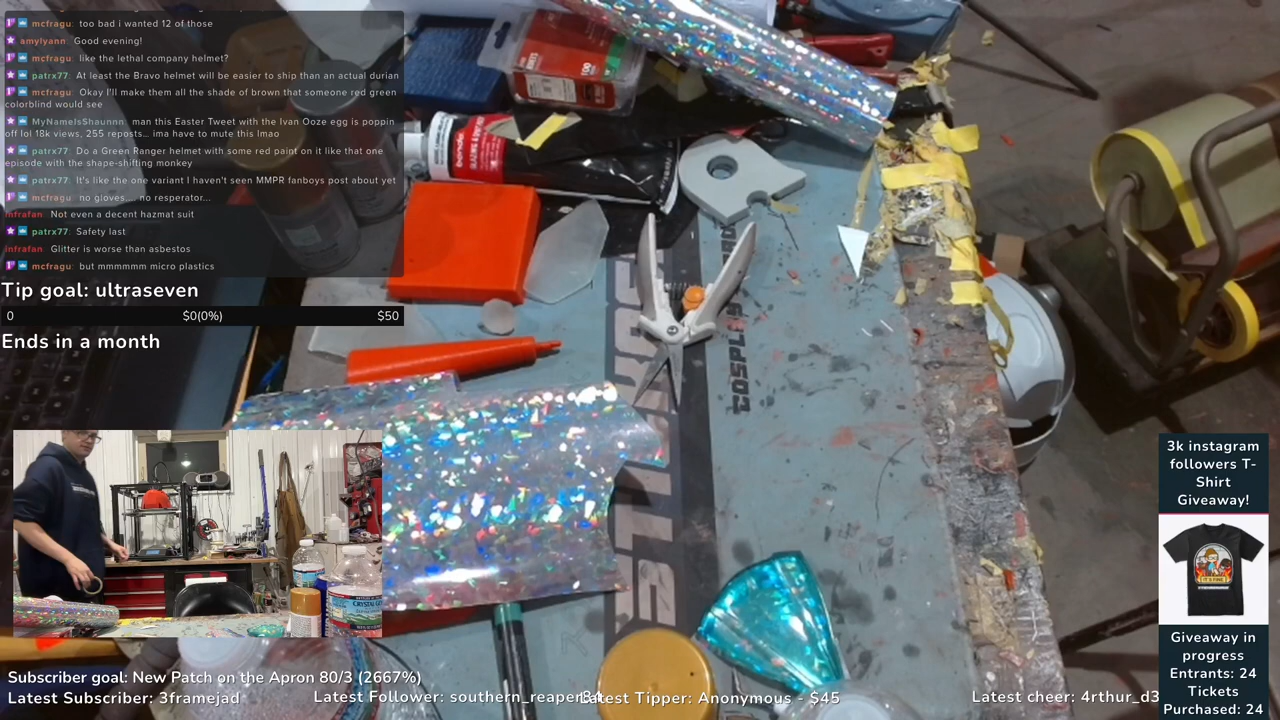 mcfragu: too bad i wanted 12 of those
amylyann: Good evening!
mcfragu: like the lethal company helmet?
patrx77: At least the Bravo helmet will be easier to ship than an actual durian
mcfragu: Okay I'll make them all the shade of brown that someone red green
colorblind would see
MyNameIsShaunnn: man this Easter Tweet with the Ivan Ooze egg is poppin
off lol 18k views, 255 reposts... ima have to mute this lmao
patrx77: Do a Green Ranger helmet with some red paint on it like that one
episode with the shape-shifting monkey
patrx77: It's like the one variant I haven't seen MMPR fanboys post about yet
mcfragu: no gloves.... no resperator...
infrafan: Not even a decent hazmat suit
patrx77: Safety last
infrafan: Glitter is worse than asbestos
mcfragu: but mmmmmm micro plastics
Tip goal: ultraseven
0 $0(0%) $50
Ends in a month
COSPLAY
3k instagram
followers T-
Shirt
Giveaway!
Giveaway in
progress
Entrants: 24
Tickets
Purchased: 24
Subscriber goal: New Patch on the Apron 80/3 (2667%)
Latest Subscriber: 3framejad
Latest Follower: southern_reaper84
Latest Tipper: Anonymous - $45
Latest cheer: 4rthur_d3